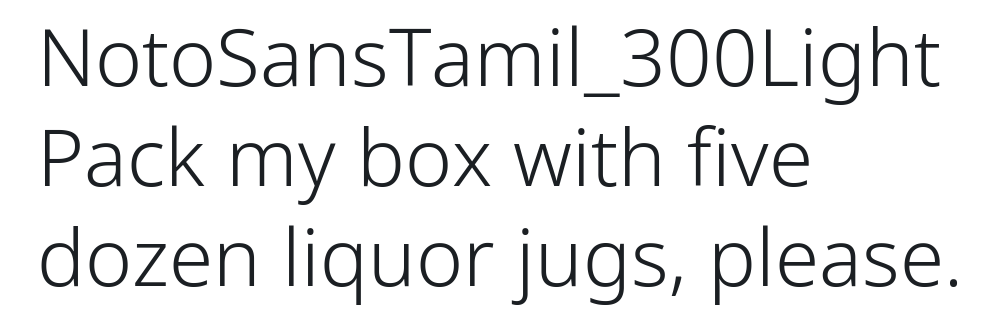 NotoSansTamil_300Light
Pack my box with five
dozen liquor jugs, please.